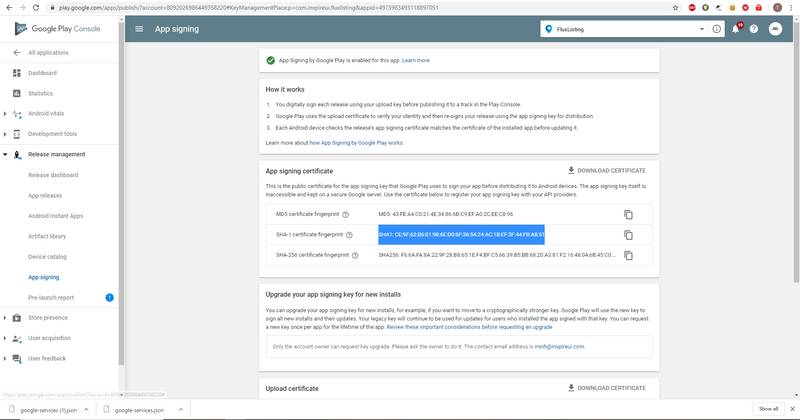 play.google.com/apps/publish/?account=8092026986449358220#KeyManagementPlace:p=com.inspireui.fluxlisting&appid=4973983493118897051
Google Play Console
App signing
FluxListing
All applications
Dashboard
Statistics
Android vitals
Development tools
Release management
Release dashboard
App releases
Android Instant Apps
Artifact library
Device catalog
App signing
Pre-launch report
Store presence
User acquisition
User feedback
App Signing by Google Play is enabled for this app. Learn more
How it works
1. You digitally sign each release using your upload key before publishing it to a track in the Play Console.
2. Google Play uses the upload certificate to verify your identity and then re-signs your release using the app signing key for distribution.
3. Each Android device checks the release's app signing certificate matches the certificate of the installed app before updating it.
Learn more about how App Signing by Google Play works.
App signing certificate
DOWNLOAD CERTIFICATE
This is the public certificate for the app signing key that Google Play uses to sign your app before distributing it to Android devices. The app signing key itself is
inaccessible and kept on a secure Google server. Use the certificate below to register your app signing key with your API providers.
MD5 certificate fingerprint
MD5: 43:FE:A4:C0:21:4E:34:86:6B:C9:EF:A0:2C:EE:C8:96
SHA-1 certificate fingerprint
SHA1: CE:9F:62:B6:01:9B:6E:D0:6F:36:54:24:AC:1B:EF:3F:44:FB:A8:51
SHA-256 certificate fingerprint
SHA256: F6:6A:FA:8A:22:9F:28:B8:65:1E:F4:BF:C5:66:39:B5:BB:68:20:A3:81:F2:16:48:04:6B:45:C0:...
Upgrade your app signing key for new installs
You can upgrade your app signing key for new installs, for example, if you want to move to a cryptographically stronger key. Google Play will use the new key to
sign all new installs and their updates. Your legacy key will continue to be used for updates for users who installed the app signed with that key. You can request
a new key once per app for the lifetime of the app. Review these important considerations before requesting an upgrade
Only the account owner can request key upgrade. Please ask the owner to do it. The contact email address is minh@inspireui.com.
Upload certificate
DOWNLOAD CERTIFICATE
https://play.google.com/apps/publish/?account=8092026986449358220#
google-services (1).json
google-services.json
Show all